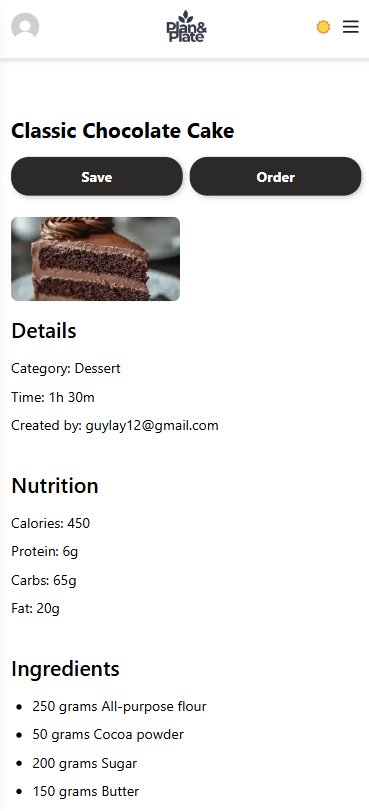 Plan&
Plate
Classic Chocolate Cake
Save
Order
Details
Category: Dessert
Time: 1h 30m
Created by: guylay12@gmail.com
Nutrition
Calories: 450
Protein: 6g
Carbs: 65g
Fat: 20g
Ingredients
250 grams All-purpose flour
50 grams Cocoa powder
200 grams Sugar
150 grams Butter